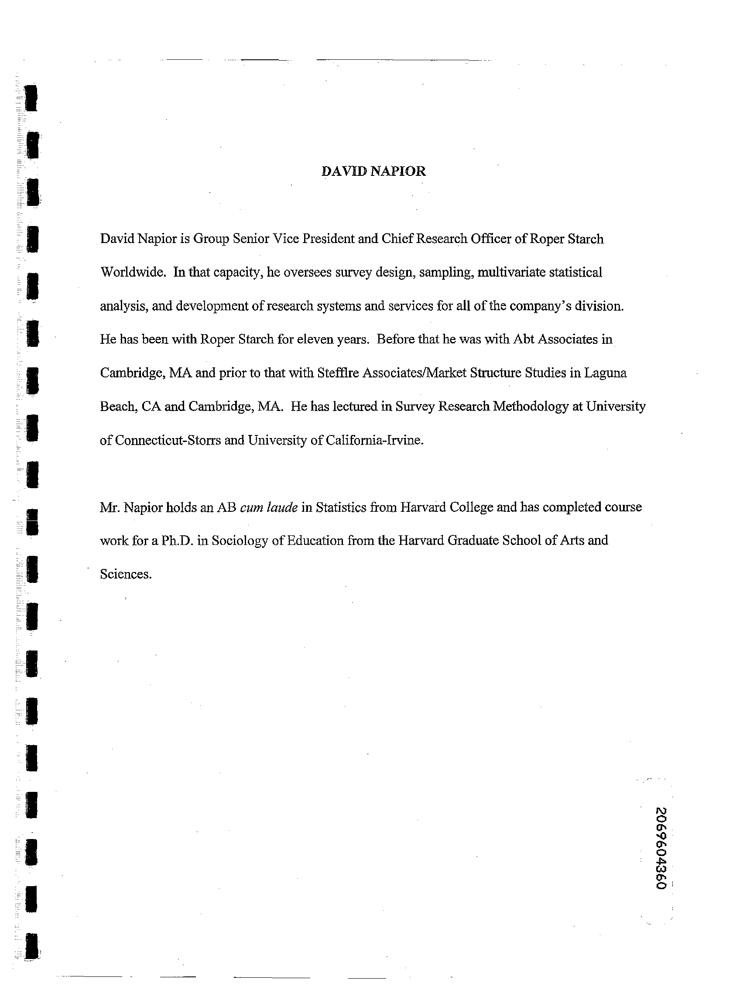 DAVID NAPIOR
David Napior is Group Senior Vice President and Chief Research Officer of Roper Starch
Worldwide. In that capacity, he oversees survey design, sampling, multivariate statistical
analysis, and development of research systems and services for all of the company's division.
He has been with Roper Starch for eleven years. Before that he was with Abt Associates in
Cambridge, MA and prior to that with Stefflre Associates/Market Structure Studies in Laguna
Beach, CA and Cambridge, MA. He has lectured in Survey Research Methodology at University
of Connecticut-Storrs and University of California-Irvine.
Mr. Napior holds an AB cum laude in Statistics from Harvard College and has completed course
work for a Ph.D. in Sociology of Education from the Harvard Graduate School of Arts and
Sciences.
2069604360